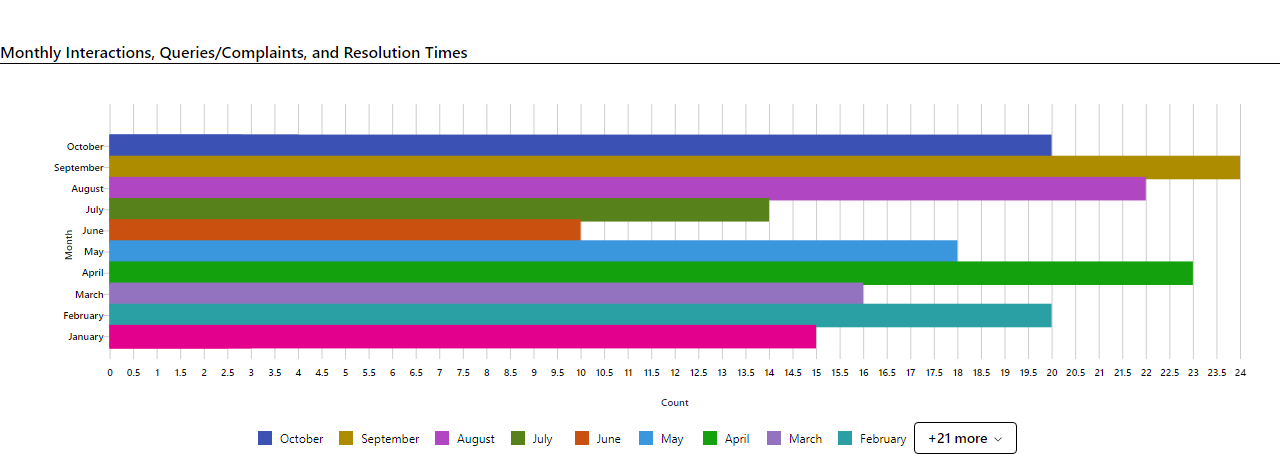 Monthly Interactions, Queries/Complaints, and Resolution Times
October
September
August
July
June
May
April
March
February
January
Month
0 0.5 1 1.5 2 2.5 3 3.5 4 4.5 5 5.5 6 6.5 7 7.5 8 8.5 9 9.5 10 10.5 11 11.5 12 12.5 13 13.5 14 14.5 15 15.5 16 16.5 17 17.5 18 18.5 19 19.5 20 20.5 21 21.5 22 22.5 23 23.5 24
Count
October September August July June May April March February +21 more